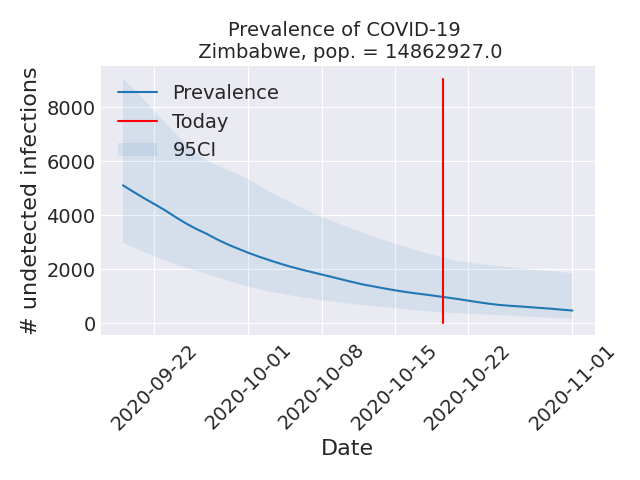 Prevalence of COVID-19
Zimbabwe, pop. = 14862927.0
# undetected infections
8000
6000
4000
2000
0
Prevalence
Today
95CI
2020-09-22
2020-10-01
2020-10-08
2020-10-15
2020-10-22
2020-11-01
Date